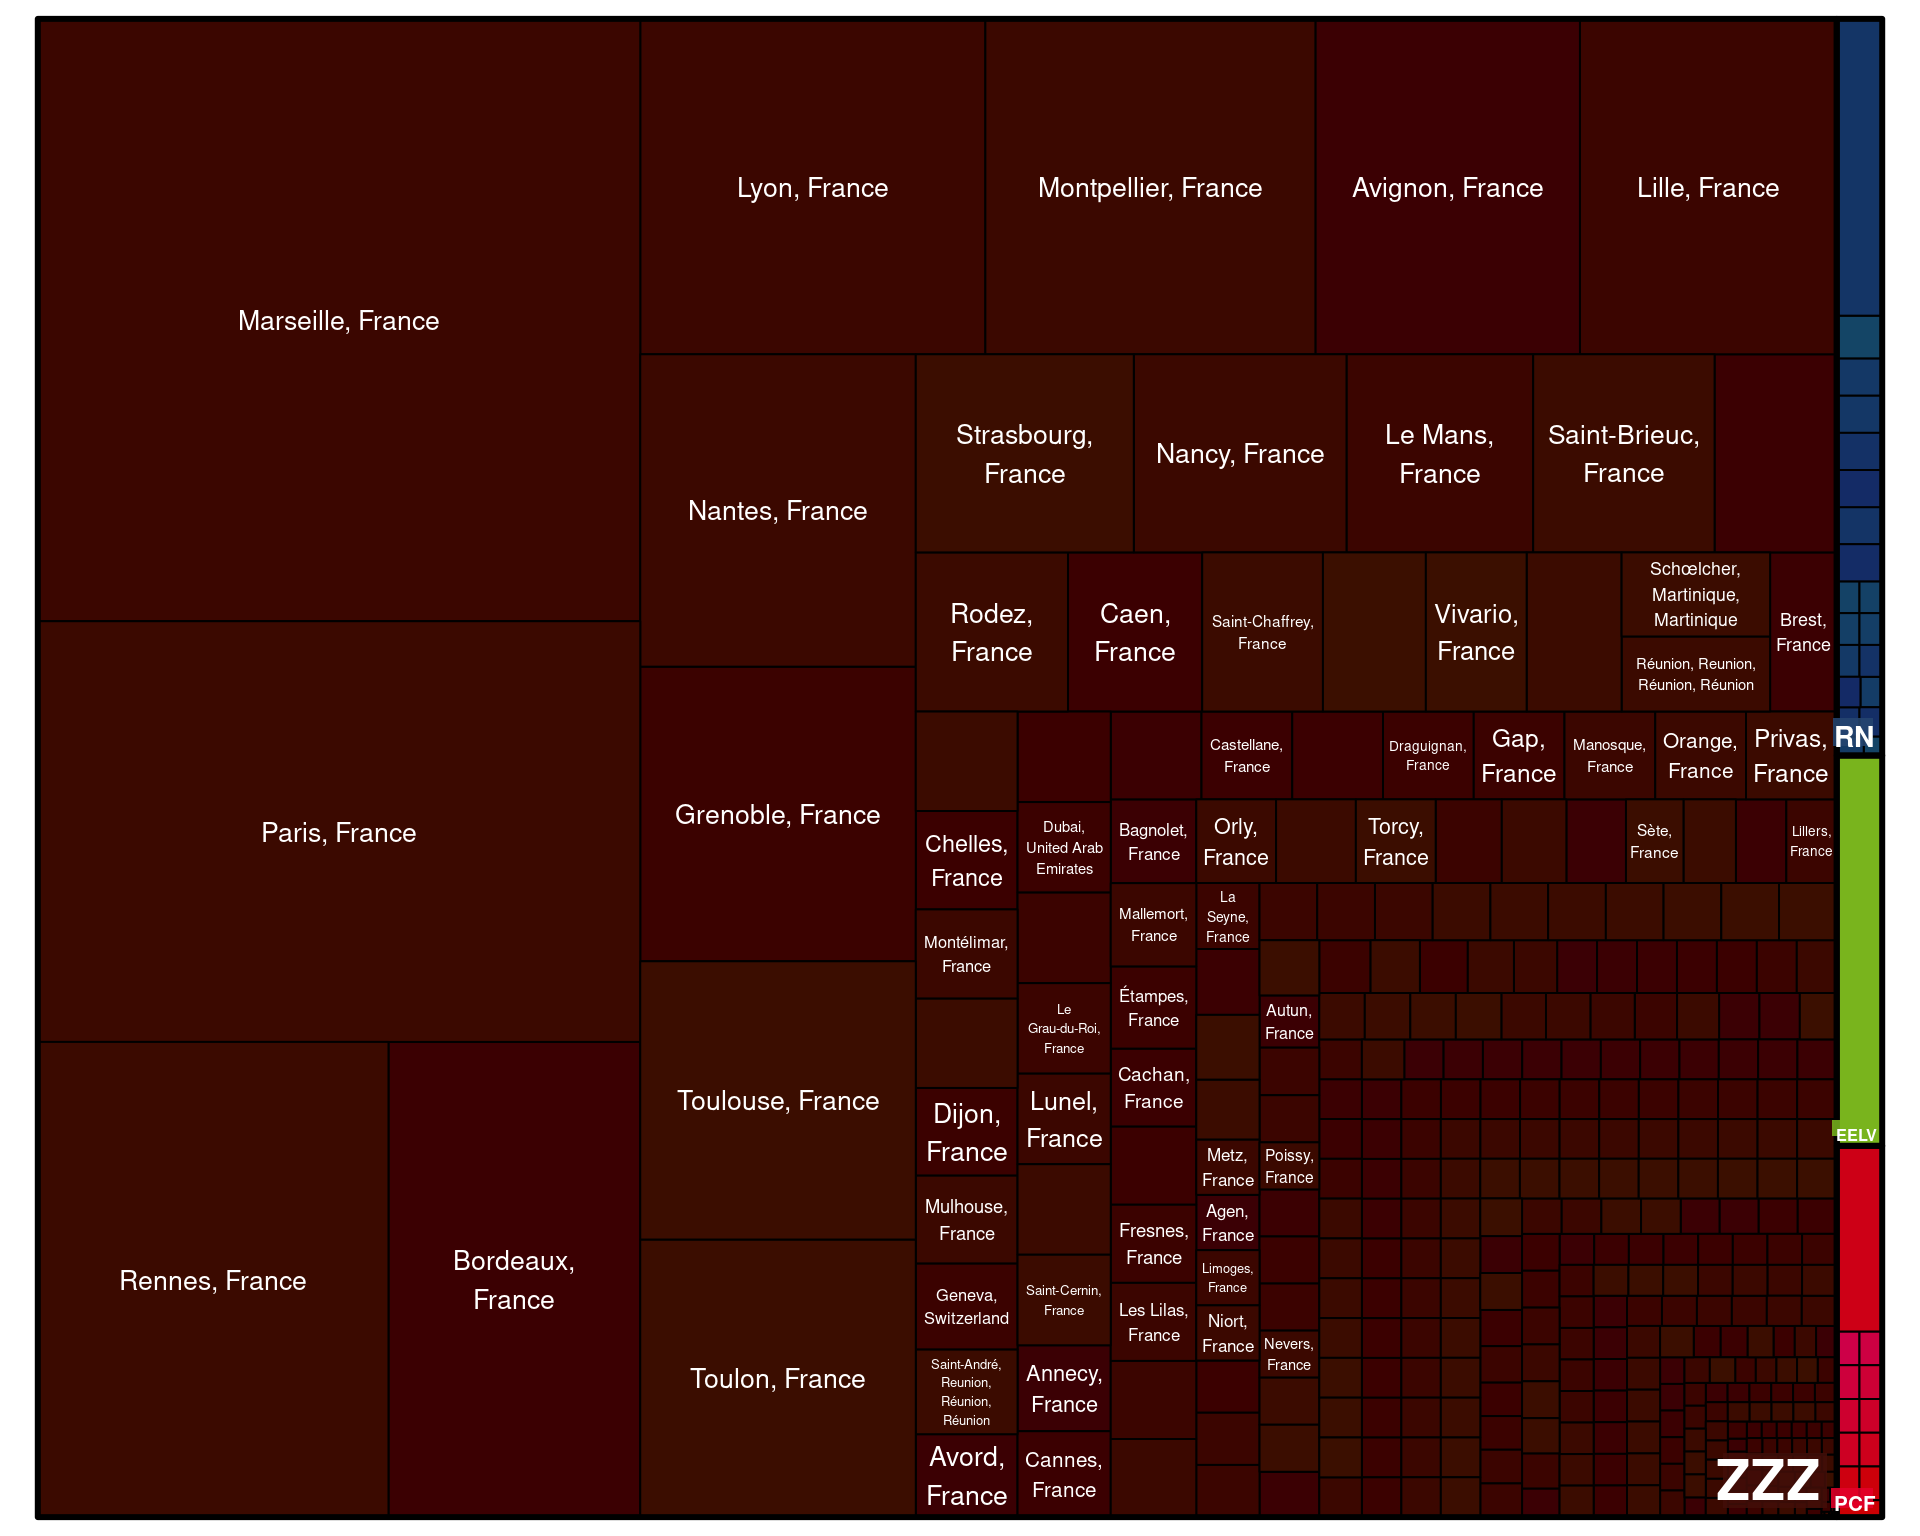 Marseille, France
Lyon, France
Montpellier, France
Avignon, France
Lille, France
Paris, France
Rennes, France
Bordeaux,
France
Nantes, France
Grenoble, France
Toulouse, France
Toulon, France
Strasbourg,
France
Nancy, France
Le Mans,
France
Saint-Brieuc,
France
Rodez,
France
Caen,
France
Saint-Chaffrey,
France
Vivario,
France
Schœlcher,
Martinique,
Martinique
Réunion, Reunion,
Réunion, Réunion
Brest,
France
Chelles,
France
Montélimar,
France
Dijon,
France
Mulhouse,
France
Geneva,
Switzerland
Saint-André,
Reunion,
Réunion,
Réunion
Avord,
France
Dubai,
United Arab
Emirates
Le
Grau-du-Roi,
France
Lunel,
France
Saint-Cernin,
France
Annecy,
France
Cannes,
France
Castellane,
France
Draguignan,
France
Gap,
France
Manosque,
France
Orange,
France
Privas,
France
Bagnolet,
France
Mallemort,
France
Étampes,
France
Cachan,
France
Fresnes,
France
Les Lilas,
France
Orly,
France
Torcy,
France
Sète,
France
Lillers,
France
La
Seyne,
France
Metz,
France
Agen,
France
Limoges,
France
Niort,
France
Autun,
France
Poissy,
France
Nevers,
France
ZZZ
RN
EELV
PCF